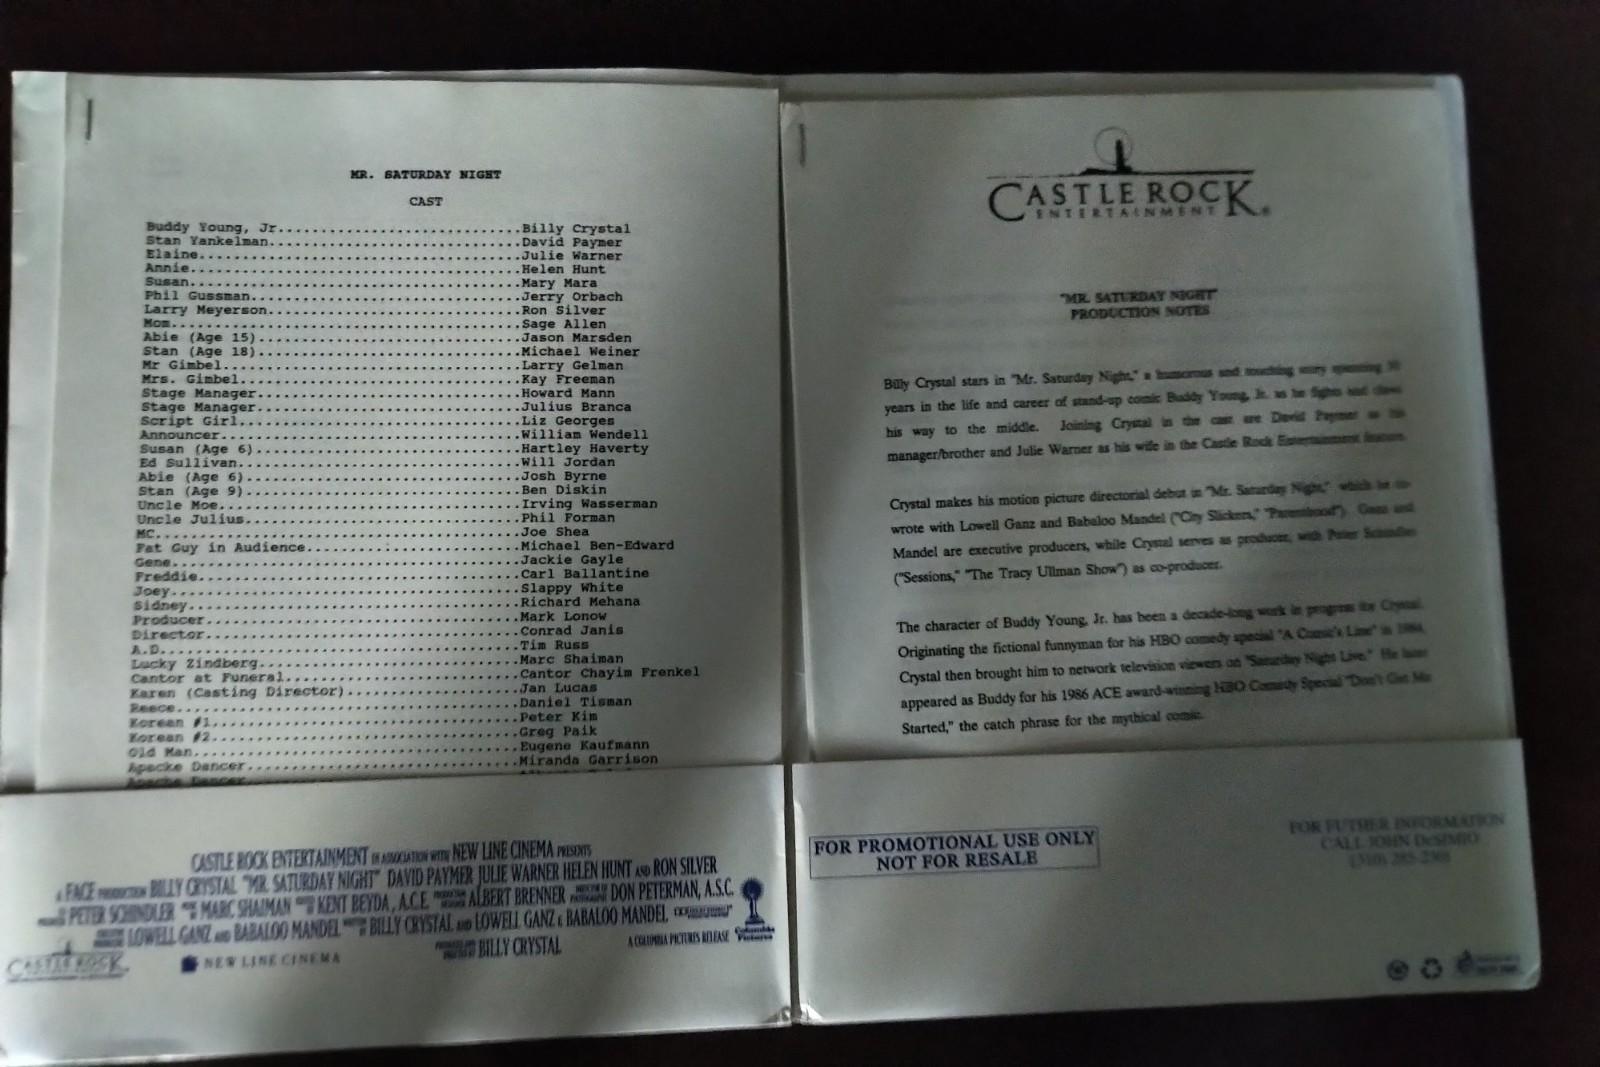 MR. SATURDAY NIGHT
CAST
Buddy Young, Jr............................Billy Crystal
Stan Yankelman............................David Paymer
Elaine....................................Julie Warner
Annie.....................................Helen Hunt
Susan.....................................Mary Mara
Phil Gussman..............................Jerry Orbach
Larry Meyerson............................Ron Silver
Mom.......................................Sage Allen
Abie (Age 15).............................Jason Marsden
Stan (Age 18).............................Michael Weiner
Mr Gimbel.................................Larry Gelman
Mrs. Gimbel...............................Kay Freeman
Stage Manager.............................Howard Mann
Stage Manager.............................Julius Branca
Script Girl...............................Liz Georges
Announcer.................................William Wendell
Susan (Age 6).............................Hartley Haverty
Ed Sullivan...............................Will Jordan
Abie (Age 6)..............................Josh Byrne
Stan (Age 9)..............................Ben Diskin
Uncle Moe.................................Irving Wasserman
Uncle Julius..............................Phil Forman
MC........................................Joe Shea
Fat Guy in Audience.......................Michael Ben-Edward
Gene......................................Jackie Gayle
Freddie...................................Carl Ballantine
Joey......................................Slappy White
Sidney....................................Richard Mehana
Producer..................................Mark Lonow
Director..................................Conrad Janis
A.D.......................................Tim Russ
Lucky Zindberg............................Marc Shaiman
Cantor at Funeral.........................Cantor Chayim Frenkel
Karen (Casting Director)..................Jan Lucas
Reece.....................................Daniel Tisman
Korean #1.................................Peter Kim
Korean #2.................................Greg Paik
Old Man...................................Eugene Kaufmann
Apache Dancer.............................Miranda Garrison
Apache Dancer
CASTLE ROCK ENTERTAINMENT IN ASSOCIATION WITH NEW LINE CINEMA PRESENTS
A FACE PRODUCTION BILLY CRYSTAL "MR. SATURDAY NIGHT" DAVID PAYMER JULIE WARNER HELEN HUNT AND RON SILVER
PETER SCHINDLER MARC SHAIMAN KENT BEYDA, A.C.E. ALBERT BRENNER DON PETERMAN, A.S.C.
LOWELL GANZ AND BABALOO MANDEL BILLY CRYSTAL AND LOWELL GANZ & BABALOO MANDEL
BILLY CRYSTAL A COLUMBIA PICTURES RELEASE Columbia Pictures
CASTLE ROCK NEW LINE CINEMA
CASTLE ROCK
ENTERTAINMENT
"MR. SATURDAY NIGHT"
PRODUCTION NOTES
Billy Crystal stars in "Mr. Saturday Night," a humorous and touching story spanning 50
years in the life and career of stand-up comic Buddy Young, Jr. as he fights and claws
his way to the middle. Joining Crystal in the cast are David Paymer as his
manager/brother and Julie Warner as his wife in the Castle Rock Entertainment feature.
Crystal makes his motion picture directorial debut in "Mr. Saturday Night," which he co-
wrote with Lowell Ganz and Babaloo Mandel ("City Slickers," "Parenthood"). Ganz and
Mandel are executive producers, while Crystal serves as producer, with Peter Schindler
("Sessions," "The Tracy Ullman Show") as co-producer.
The character of Buddy Young, Jr. has been a decade-long work in progress for Crystal.
Originating the fictional funnyman for his HBO comedy special "A Comic's Line" in 1984,
Crystal then brought him to network television viewers on "Saturday Night Live." He later
appeared as Buddy for his 1986 ACE award-winning HBO Comedy Special "Don't Get Me
Started," the catch phrase for the mythical comic.
FOR PROMOTIONAL USE ONLY
NOT FOR RESALE
FOR FUTHER INFORMATION
CALL JOHN DeSIMIO
(310) 285-2308